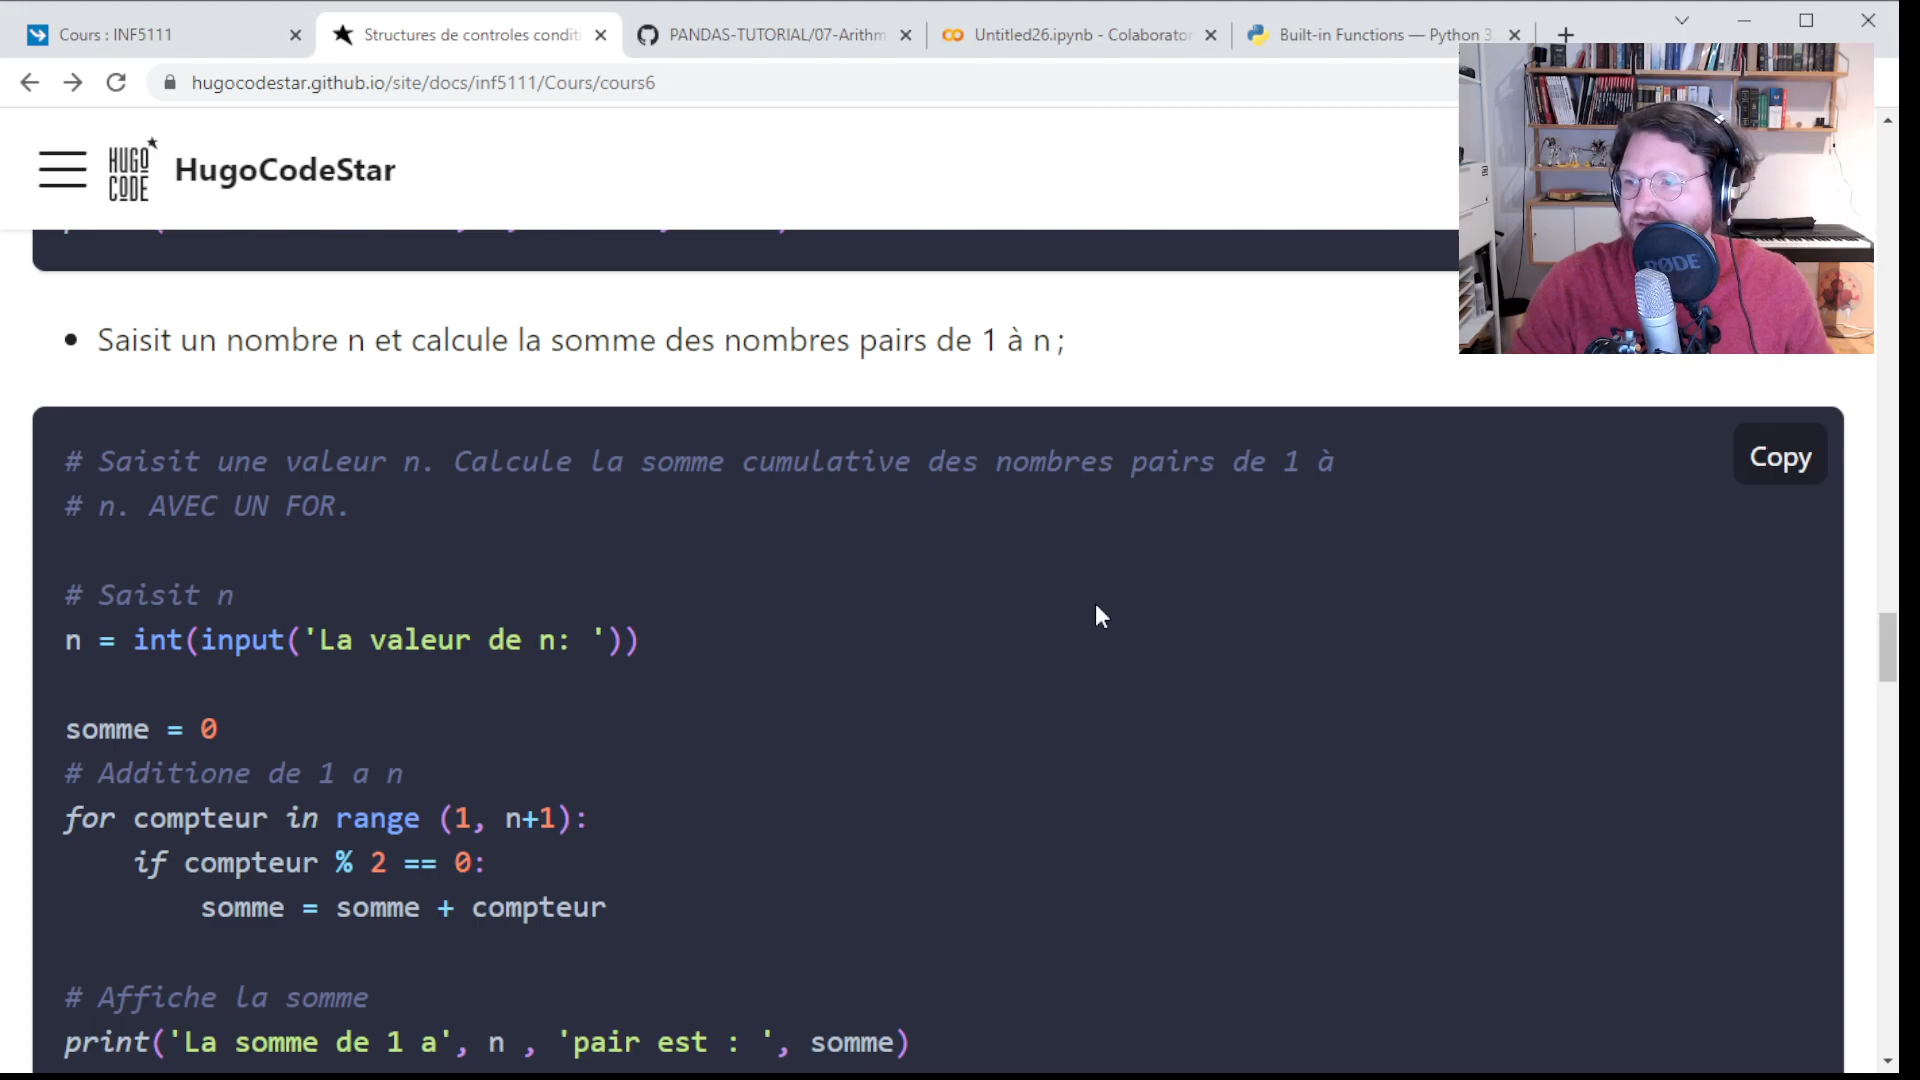 Cours : INF5111
Structures de controles condit
PANDAS-TUTORIAL/07-Arithm
Untitled26.ipynb - Colaborator
Built-in Functions — Python 3.
hugocodestar.github.io/site/docs/inf5111/Cours/cours6
HUGO
CODE
HugoCodeStar
RØDE
• Saisit un nombre n et calcule la somme des nombres pairs de 1 à n ;
Copy
# Saisit une valeur n. Calcule la somme cumulative des nombres pairs de 1 à
# n. AVEC UN FOR.
# Saisit n
n = int(input('La valeur de n: '))
somme = 0
# Additione de 1 a n
for compteur in range (1, n+1):
    if compteur % 2 == 0:
        somme = somme + compteur
# Affiche la somme
print('La somme de 1 a', n , 'pair est : ', somme)